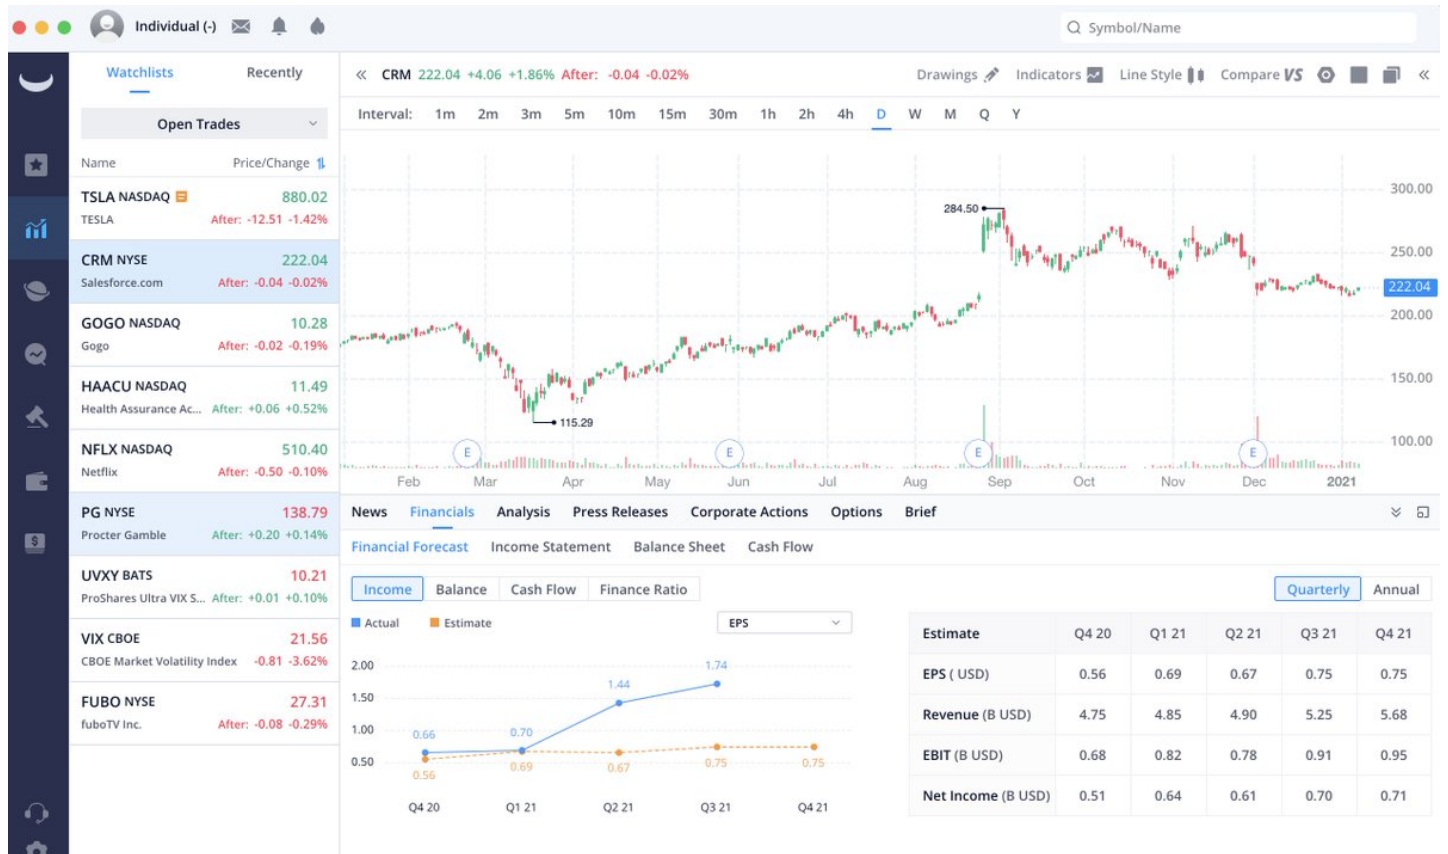 Individual (-)
Symbol/Name
Watchlists Recently
Open Trades
Name Price/Change
TSLA NASDAQ 880.02
TESLA After: -12.51 -1.42%
CRM NYSE 222.04
Salesforce.com After: -0.04 -0.02%
GOGO NASDAQ 10.28
Gogo After: -0.02 -0.19%
HAACU NASDAQ 11.49
Health Assurance Ac... After: +0.06 +0.52%
NFLX NASDAQ 510.40
Netflix After: -0.50 -0.10%
PG NYSE 138.79
Procter Gamble After: +0.20 +0.14%
UVXY BATS 10.21
ProShares Ultra VIX S... After: +0.01 +0.10%
VIX CBOE 21.56
CBOE Market Volatility Index -0.81 -3.62%
FUBO NYSE 27.31
fuboTV Inc. After: -0.08 -0.29%
CRM 222.04 +4.06 +1.86% After: -0.04 -0.02%
Drawings Indicators Line Style Compare VS
Interval: 1m 2m 3m 5m 10m 15m 30m 1h 2h 4h D W M Q Y
300.00
284.50
250.00
222.04
200.00
150.00
115.29
100.00
E E E E
Feb Mar Apr May Jun Jul Aug Sep Oct Nov Dec 2021
News Financials Analysis Press Releases Corporate Actions Options Brief
Financial Forecast Income Statement Balance Sheet Cash Flow
Income Balance Cash Flow Finance Ratio
Quarterly Annual
Actual Estimate EPS
2.00
1.74
1.50
1.44
1.00
0.66 0.70
0.50
0.56 0.69 0.67 0.75 0.75
Q4 20 Q1 21 Q2 21 Q3 21 Q4 21
Estimate Q4 20 Q1 21 Q2 21 Q3 21 Q4 21
EPS ( USD) 0.56 0.69 0.67 0.75 0.75
Revenue (B USD) 4.75 4.85 4.90 5.25 5.68
EBIT (B USD) 0.68 0.82 0.78 0.91 0.95
Net Income (B USD) 0.51 0.64 0.61 0.70 0.71